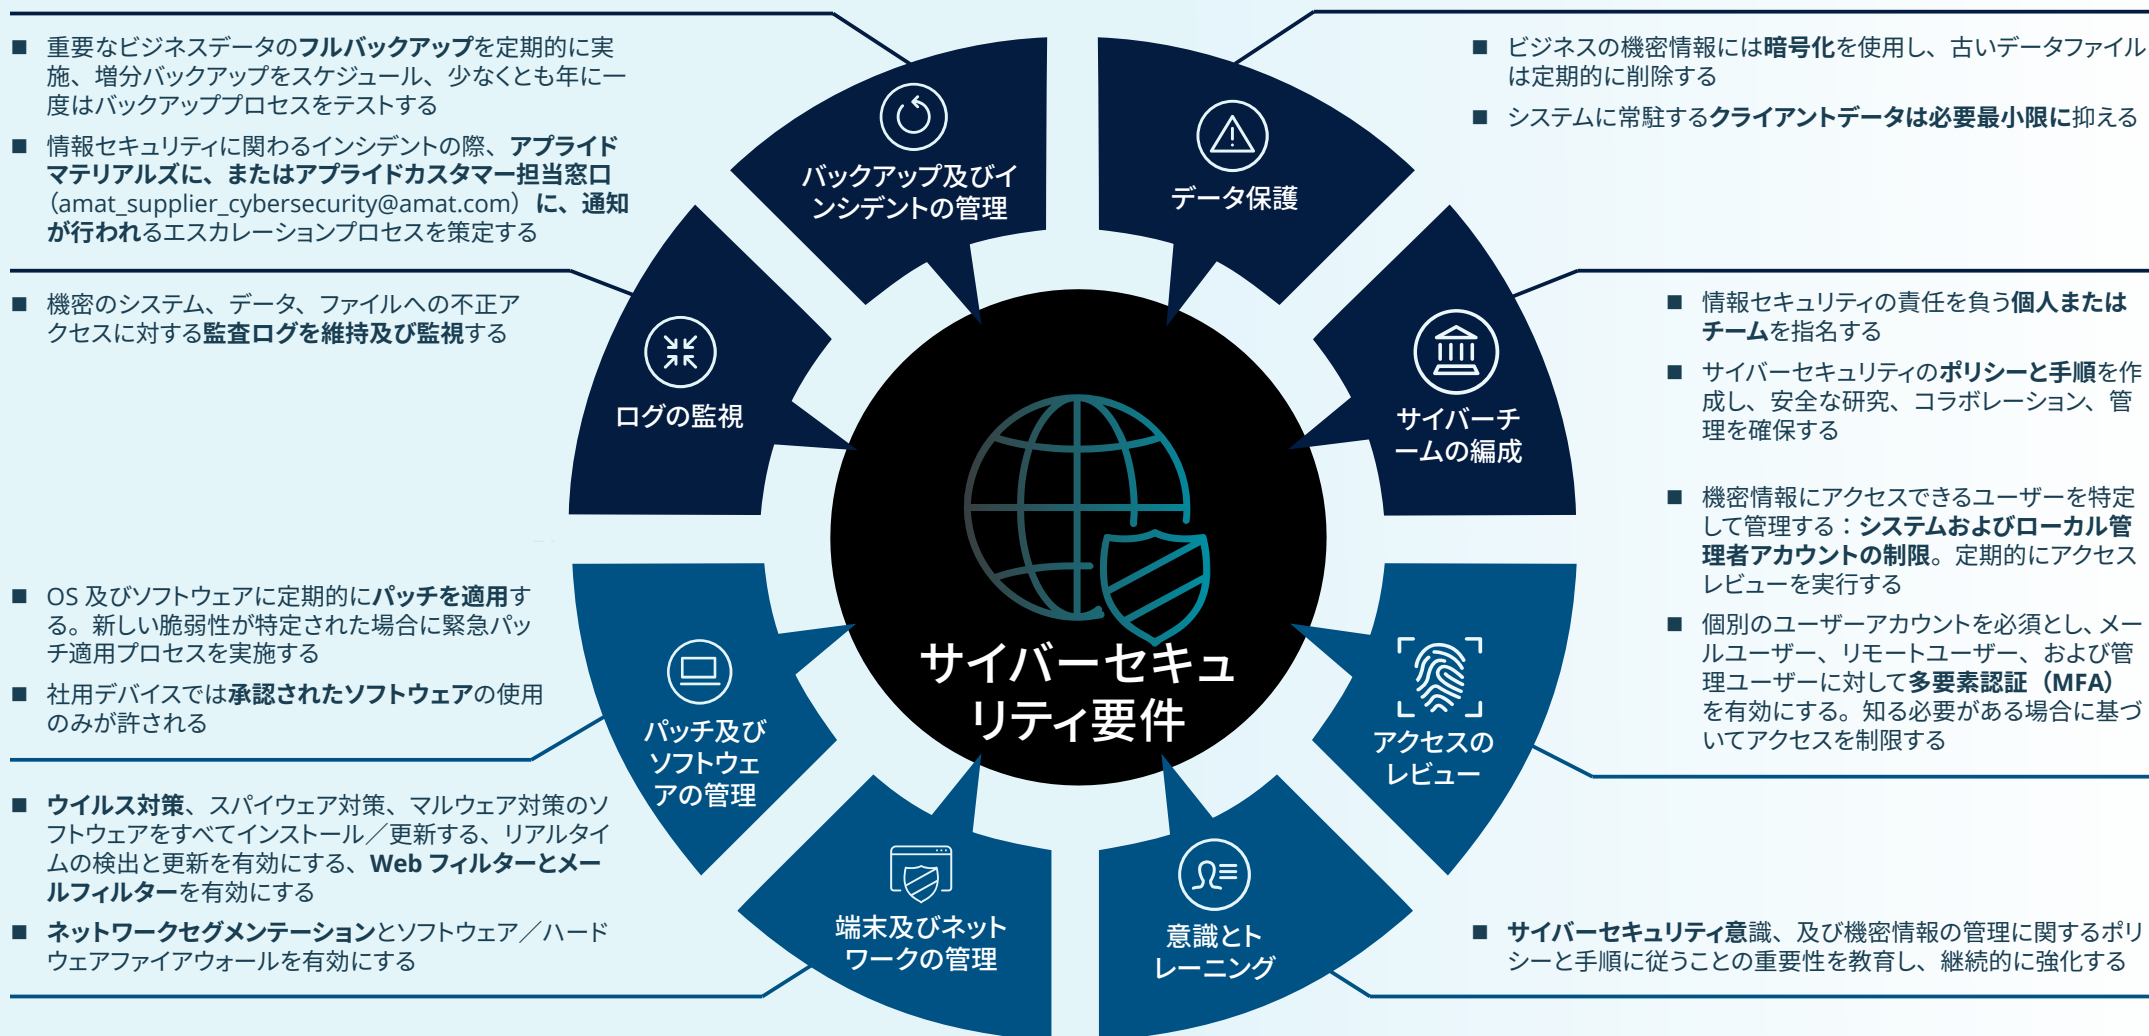 ■ 重要なビジネスデータのフルバックアップを定期的に実
施、増分バックアップをスケジュール、少なくとも年に一
度はバックアッププロセスをテストする
■ 情報セキュリティに関わるインシデントの際、アプライド
マテリアルズに、またはアプライドカスタマー担当窓口
（amat_supplier_cybersecurity@amat.com）に、通知
が行われるエスカレーションプロセスを策定する
バックアップ及びイ
ンシデントの管理
データ保護
■ ビジネスの機密情報には暗号化を使用し、古いデータファイル
は定期的に削除する
■ システムに常駐するクライアントデータは必要最小限に抑える
■ 機密のシステム、データ、ファイルへの不正ア
クセスに対する監査ログを維持及び監視する
ログの監視
サイバーチ
ームの編成
■ 情報セキュリティの責任を負う個人または
チームを指名する
■ サイバーセキュリティのポリシーと手順を作
成し、安全な研究、コラボレーション、管
理を確保する
サイバーセキュ
リティ要件
■ OS 及びソフトウェアに定期的にパッチを適用す
る。新しい脆弱性が特定された場合に緊急パッ
チ適用プロセスを実施する
■ 社用デバイスでは承認されたソフトウェアの使用
のみが許される
パッチ及び
ソフトウェ
アの管理
アクセスの
レビュー
■ 機密情報にアクセスできるユーザーを特定
して管理する：システムおよびローカル管
理者アカウントの制限。定期的にアクセス
レビューを実行する
■ 個別のユーザーアカウントを必須とし、メー
ルユーザー、リモートユーザー、および管
理ユーザーに対して多要素認証（MFA）
を有効にする。知る必要がある場合に基づ
いてアクセスを制限する
■ ウイルス対策、スパイウェア対策、マルウェア対策のソ
フトウェアをすべてインストール／更新する、リアルタイ
ムの検出と更新を有効にする、Web フィルターとメー
ルフィルターを有効にする
■ ネットワークセグメンテーションとソフトウェア／ハード
ウェアファイアウォールを有効にする
端末及びネット
ワークの管理
意識とト
レーニング
■ サイバーセキュリティ意識、及び機密情報の管理に関するポリ
シーと手順に従うことの重要性を教育し、継続的に強化する